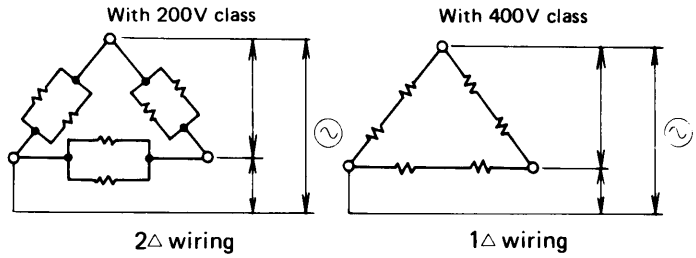 With 200V class
With 400V class
2△ wiring
1△ wiring